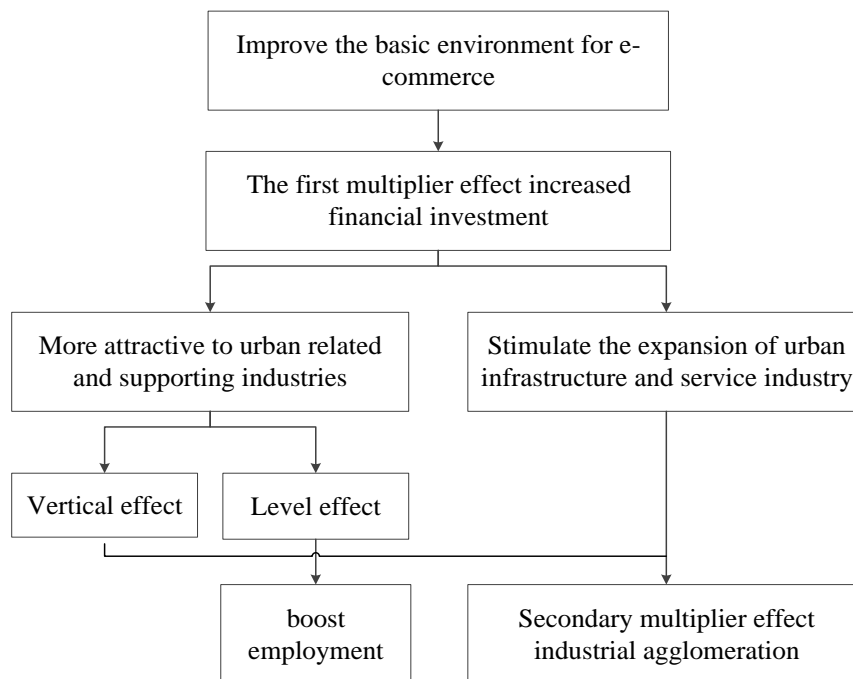 Improve the basic environment for e-
commerce
The first multiplier effect increased
financial investment
More attractive to urban related
and supporting industries
Stimulate the expansion of urban
infrastructure and service industry
Vertical effect
Level effect
boost
employment
Secondary multiplier effect
industrial agglomeration